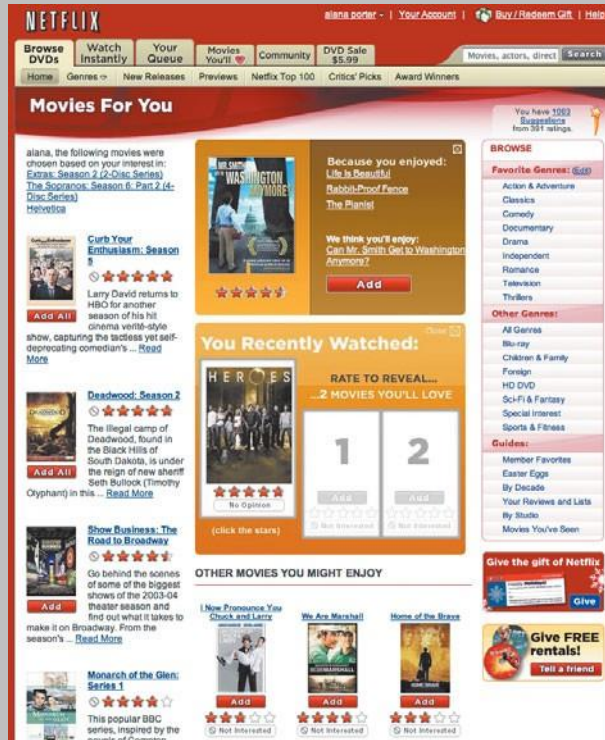 NETFLIX
alana porter - | Your Account | Buy / Redeem Gift | Help
Browse DVDs
Watch Instantly
Your Queue
Movies You'll
Community
DVD Sale $5.99
Movies, actors, direct
Search
Home Genres New Releases Previews Netflix Top 100 Critics' Picks Award Winners
Movies For You
You have 1003
Suggestions
from 391 ratings.
alana, the following movies were
chosen based on your interest in:
Extras: Season 2 (2-Disc Series)
The Sopranos: Season 6: Part 2 (4-
Disc Series)
Helvetica
Curb Your
Enthusiasm: Season
5
Add All
Larry David returns to
HBO for another
season of his hit
cinema verité-style
show, capturing the tactless yet self-
deprecating comedian's ... Read
More
Deadwood: Season 2
Add All
The illegal camp of
Deadwood, found in
the Black Hills of
South Dakota, is under
the reign of new sheriff
Seth Bullock (Timothy
Olyphant) in this ... Read More
Show Business: The
Road to Broadway
Add
Go behind the scenes
of some of the biggest
shows of the 2003-04
theater season and
find out what it takes to
make it on Broadway. From the
season's ... Read More
Monarch of the Glen:
Series 1
This popular BBC
series, inspired by the
MR. SMITH
WASHINGTON
ANYMORE?
Because you enjoyed:
Life Is Beautiful
Rabbit-Proof Fence
The Pianist
We think you'll enjoy:
Can Mr. Smith Get to Washington
Anymore?
Add
Close
You Recently Watched:
HEROES
No Opinion
(click the stars)
RATE TO REVEAL...
...2 MOVIES YOU'LL LOVE
1
Add
Not Interested
2
Add
Not Interested
OTHER MOVIES YOU MIGHT ENJOY
I Now Pronounce You
Chuck and Larry
Add
Not Interested
We Are Marshall
Add
Not Interested
Home of the Brave
Add
Not Interested
BROWSE
Favorite Genres: (Edit)
Action & Adventure
Classics
Comedy
Documentary
Drama
Independent
Romance
Television
Thrillers
Other Genres:
All Genres
Blu-ray
Children & Family
Foreign
HD DVD
Sci-Fi & Fantasy
Special Interest
Sports & Fitness
Guides:
Member Favorites
Easter Eggs
By Decade
Your Reviews and Lists
By Studio
Movies You've Seen
Give the gift of Netflix
Give
Give FREE
rentals!
Tell a friend